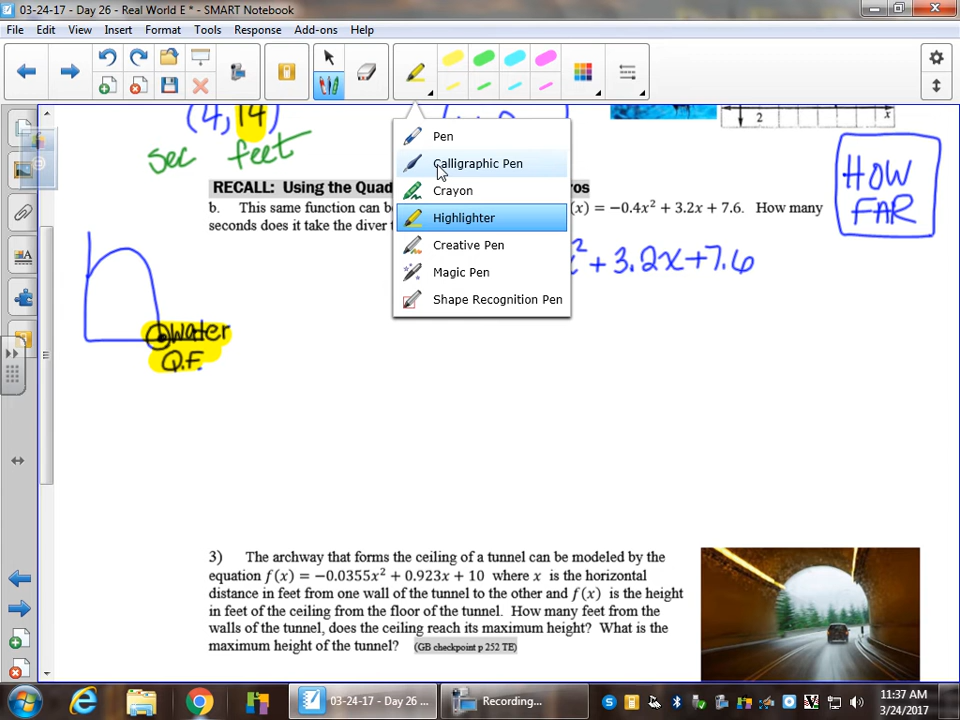 03-24-17 - Day 26 - Real World E * - SMART Notebook
File Edit View Insert Format Tools Response Add-ons Help
(4, 14)
sec feet
2 x
HOW FAR
Pen
Calligraphic Pen
Crayon
Highlighter
Creative Pen
Magic Pen
Shape Recognition Pen
RECALL: Using the Quad
ros
b. This same function can be
(x) = −0.4x² + 3.2x + 7.6. How many
seconds does it take the diver
² + 3.2x + 7.6
water
Q.F.
3) The archway that forms the ceiling of a tunnel can be modeled by the
equation f(x) = −0.0355x² + 0.923x + 10 where x is the horizontal
distance in feet from one wall of the tunnel to the other and f(x) is the height
in feet of the ceiling from the floor of the tunnel. How many feet from the
walls of the tunnel, does the ceiling reach its maximum height? What is the
maximum height of the tunnel? (GB checkpoint p 252 TE)
03-24-17 - Day 26 ...
Recording...
11:37 AM
3/24/2017